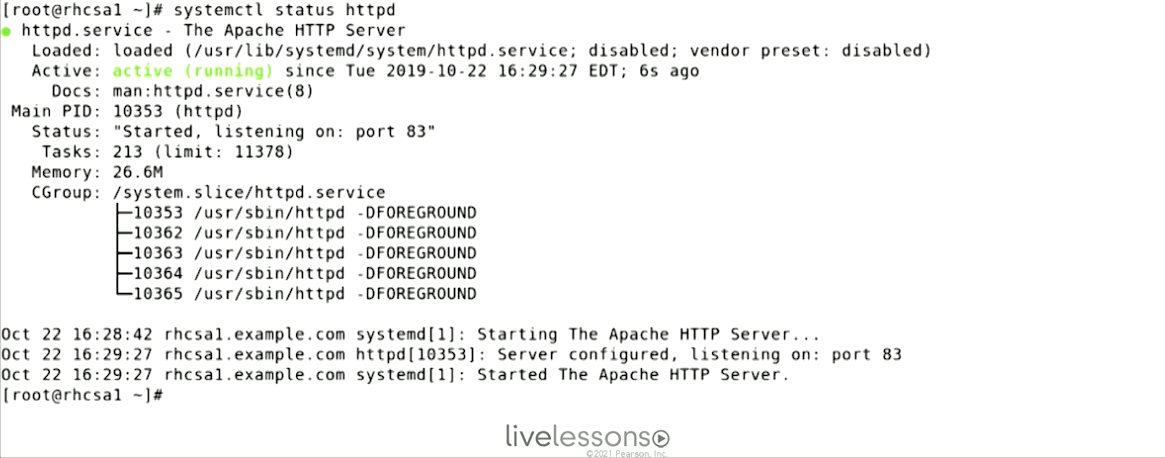 [root@rhcsa1 ~]# systemctl status httpd
● httpd.service - The Apache HTTP Server
   Loaded: loaded (/usr/lib/systemd/system/httpd.service; disabled; vendor preset: disabled)
   Active: active (running) since Tue 2019-10-22 16:29:27 EDT; 6s ago
     Docs: man:httpd.service(8)
 Main PID: 10353 (httpd)
   Status: "Started, listening on: port 83"
    Tasks: 213 (limit: 11378)
   Memory: 26.6M
   CGroup: /system.slice/httpd.service
           ├─10353 /usr/sbin/httpd -DFOREGROUND
           ├─10362 /usr/sbin/httpd -DFOREGROUND
           ├─10363 /usr/sbin/httpd -DFOREGROUND
           ├─10364 /usr/sbin/httpd -DFOREGROUND
           └─10365 /usr/sbin/httpd -DFOREGROUND
Oct 22 16:28:42 rhcsa1.example.com systemd[1]: Starting The Apache HTTP Server...
Oct 22 16:29:27 rhcsa1.example.com httpd[10353]: Server configured, listening on: port 83
Oct 22 16:29:27 rhcsa1.example.com systemd[1]: Started The Apache HTTP Server.
[root@rhcsa1 ~]#
livelessons
©2021 Pearson, Inc.